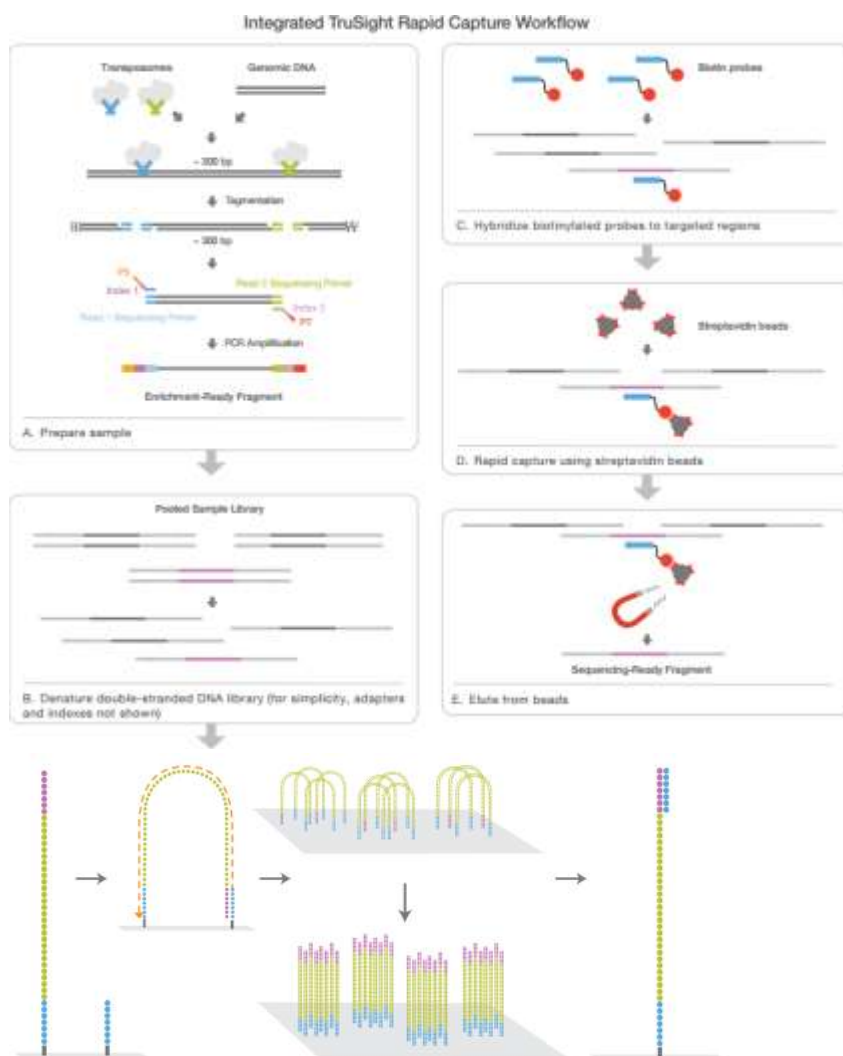 Integrated TruSight Rapid Capture Workflow
Transposomes
Genomic DNA
~ 300 bp
Tagmentation
~ 300 bp
P5
Index 1
Read 2 Sequencing Primer
Read 1 Sequencing Primer
Index 2
P7
PCR Amplification
Enrichment-Ready Fragment
A. Prepare sample
Pooled Sample Library
B. Denature double-stranded DNA library (for simplicity, adapters
and indexes not shown)
Biotin probes
C. Hybridize biotinylated probes to targeted regions
Streptavidin beads
D. Rapid capture using streptavidin beads
Sequencing-Ready Fragment
E. Elute from beads